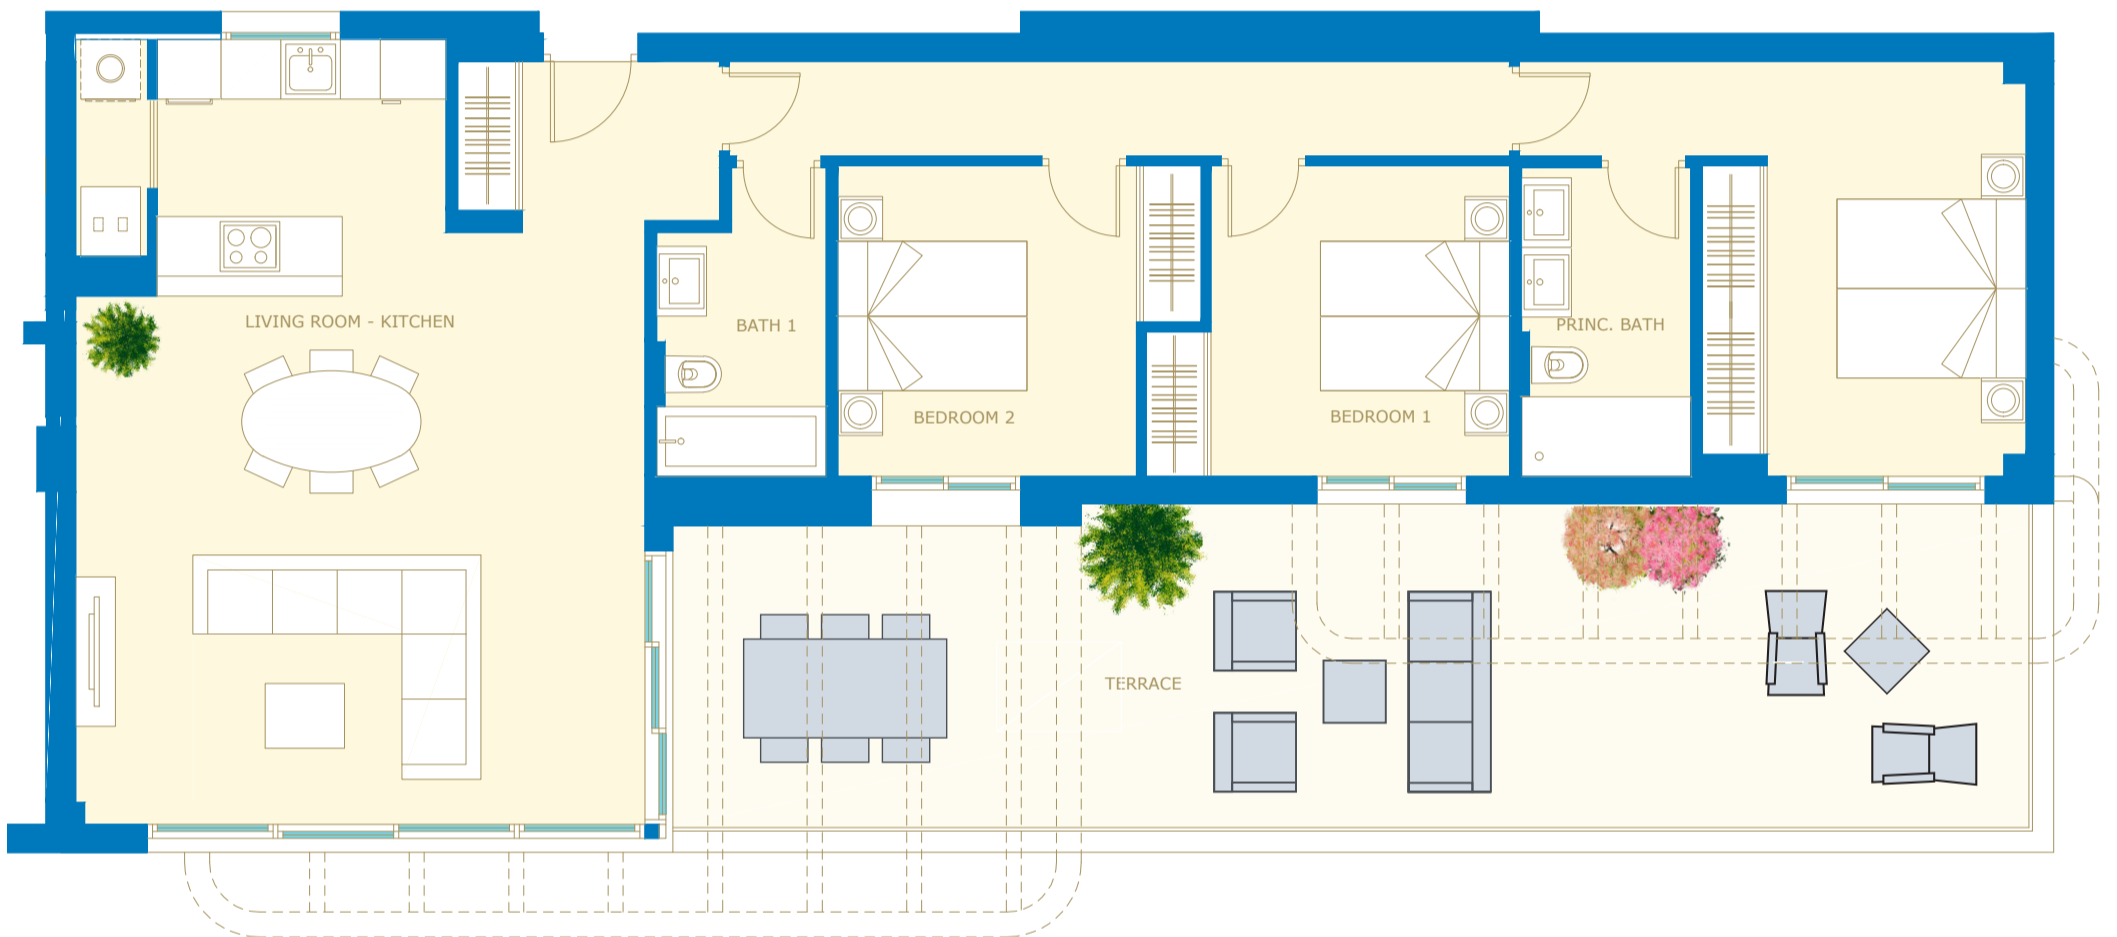 LIVING ROOM - KITCHEN
BATH 1
BEDROOM 2
BEDROOM 1
PRINC. BATH
TERRACE